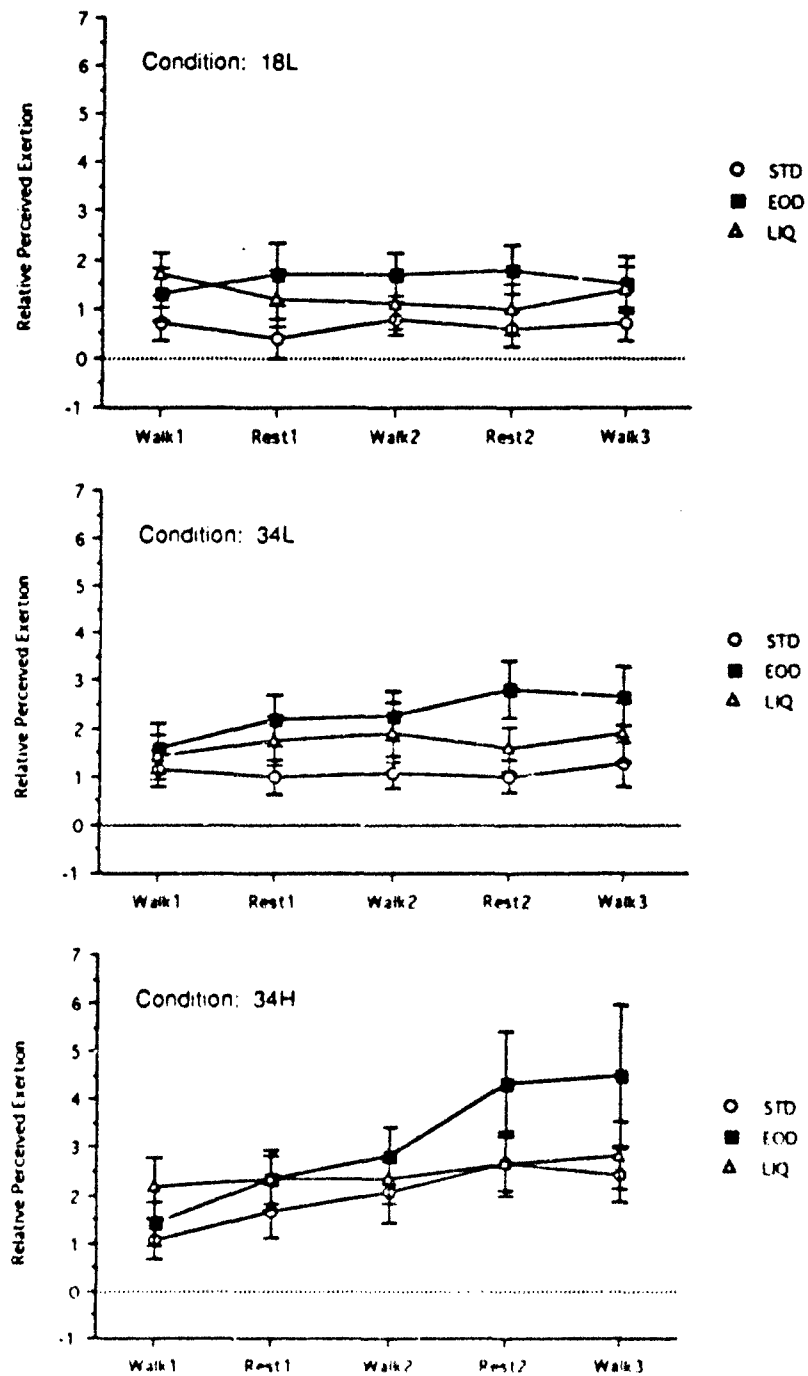 7
6
5
4
3
2
1
0
-1
Relative Perceived Exertion
Condition: 18L
STD
EOD
LIQ
Walk1 Rest1 Walk2 Rest2 Walk3
7
6
5
4
3
2
1
0
-1
Relative Perceived Exertion
Condition: 34L
STD
EOD
LIQ
Walk1 Rest1 Walk2 Rest2 Walk3
7
6
5
4
3
2
1
0
-1
Relative Perceived Exertion
Condition: 34H
STD
EOD
LIQ
Walk1 Rest1 Walk2 Rest2 Walk3